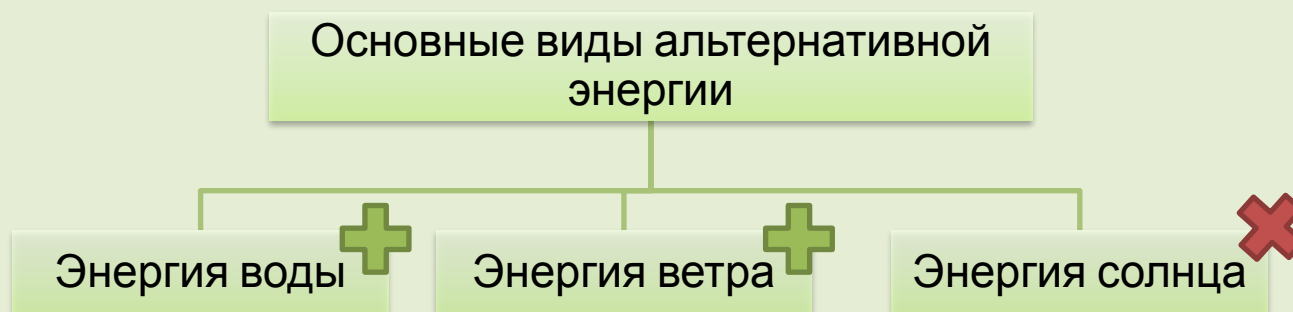 Основные виды альтернативной
энергии
Энергия воды
Энергия ветра
Энергия солнца